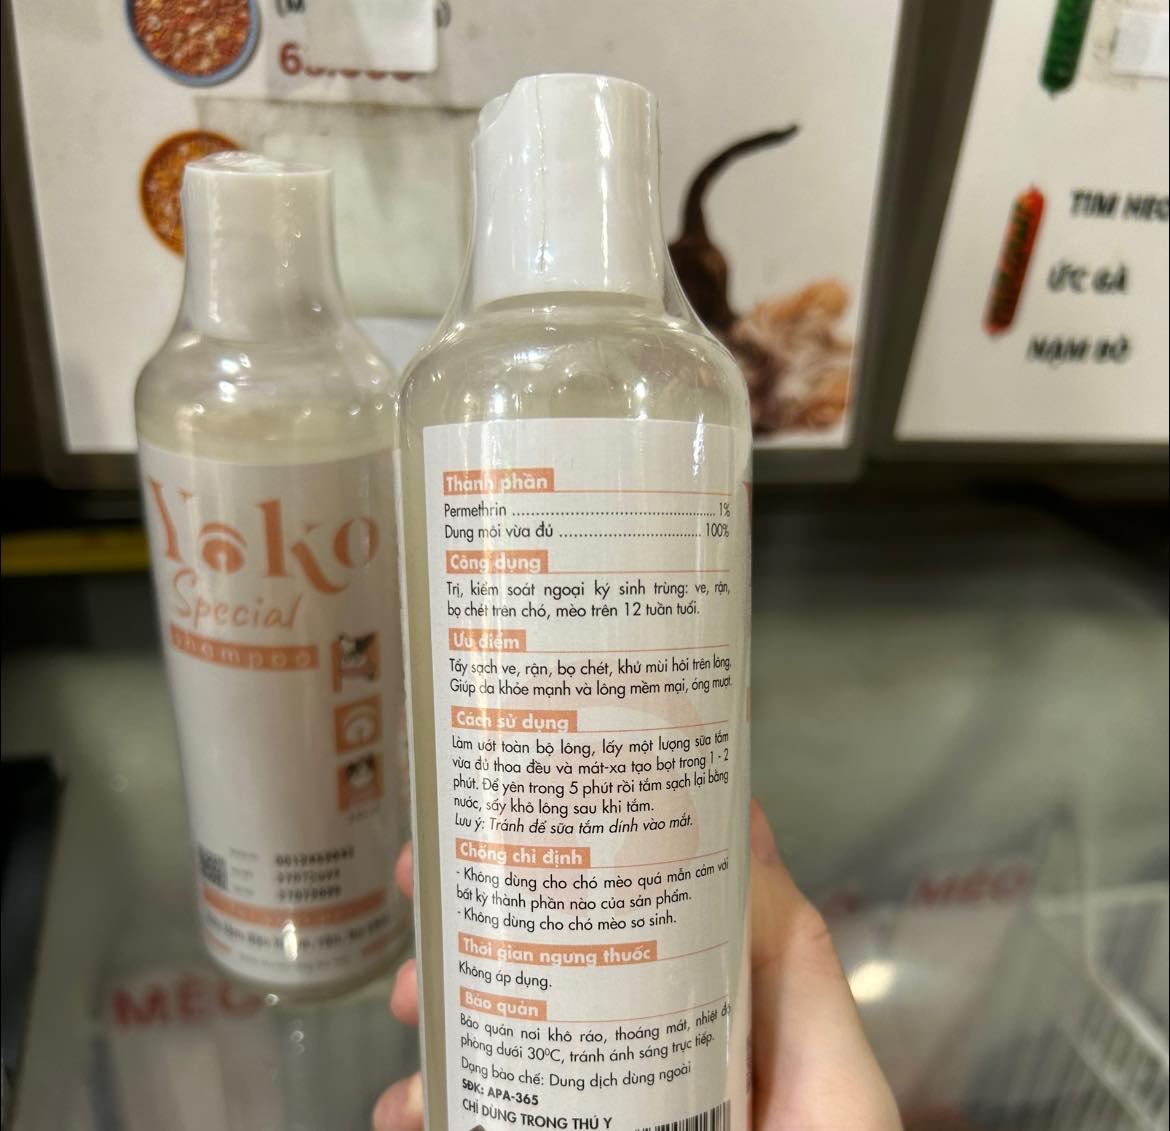 TIM HEO
ỨC GÀ
NẠM BÒ
Yoko
Special
shampoo
Thành phần
Permethrin ............ 1%
Dung môi vừa đủ ............ 100%
Công dụng
Trị, kiểm soát ngoại ký sinh trùng: ve, rận,
bọ chét trên chó, mèo trên 12 tuần tuổi.
Ưu điểm
Tẩy sạch ve, rận, bọ chét, khử mùi hôi trên lông.
Giúp da khỏe mạnh và lông mềm mại, óng mượt.
Cách sử dụng
Làm ướt toàn bộ lông, lấy một lượng sữa tắm
vừa đủ thoa đều và mát-xa tạo bọt trong 1 - 2
phút. Để yên trong 5 phút rồi tắm sạch lại bằng
nước, sấy khô lông sau khi tắm.
Lưu ý: Tránh để sữa tắm dính vào mắt.
Chống chỉ định
- Không dùng cho chó mèo quá mẫn cảm với
bất kỳ thành phần nào của sản phẩm.
- Không dùng cho chó mèo sơ sinh.
Thời gian ngưng thuốc
Không áp dụng.
Bảo quản
Bảo quản nơi khô ráo, thoáng mát, nhiệt độ
phòng dưới 30ºC, tránh ánh sáng trực tiếp.
Dạng bào chế: Dung dịch dùng ngoài
SĐK: APA-365
CHỈ DÙNG TRONG THÚ Y
MÈO
MÈO